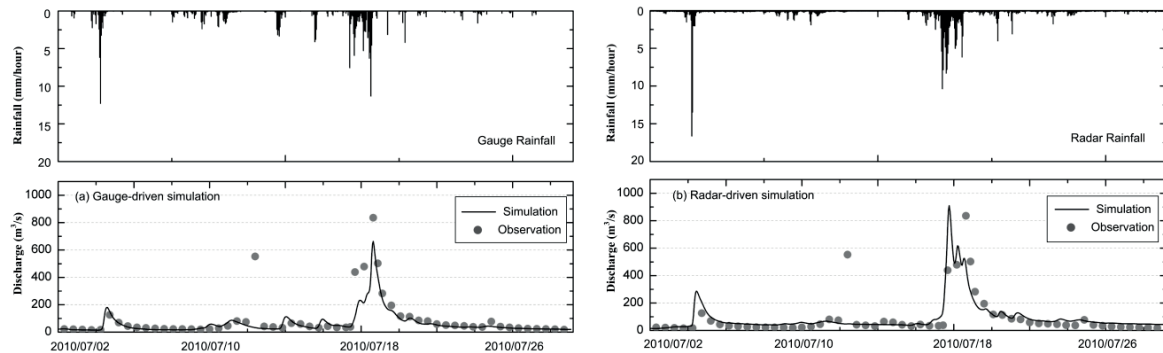 0
5
10
15
20
Rainfall (mm/hour)
Gauge Rainfall
1000
800
600
400
200
0
Discharge (m³/s)
(a) Gauge-driven simulation
Simulation
Observation
2010/07/02 2010/07/10 2010/07/18 2010/07/26
0
5
10
15
20
Rainfall (mm/hour)
Radar Rainfall
1000
800
600
400
200
0
Discharge (m³/s)
(b) Radar-driven simulation
Simulation
Observation
2010/07/02 2010/07/10 2010/07/18 2010/07/26